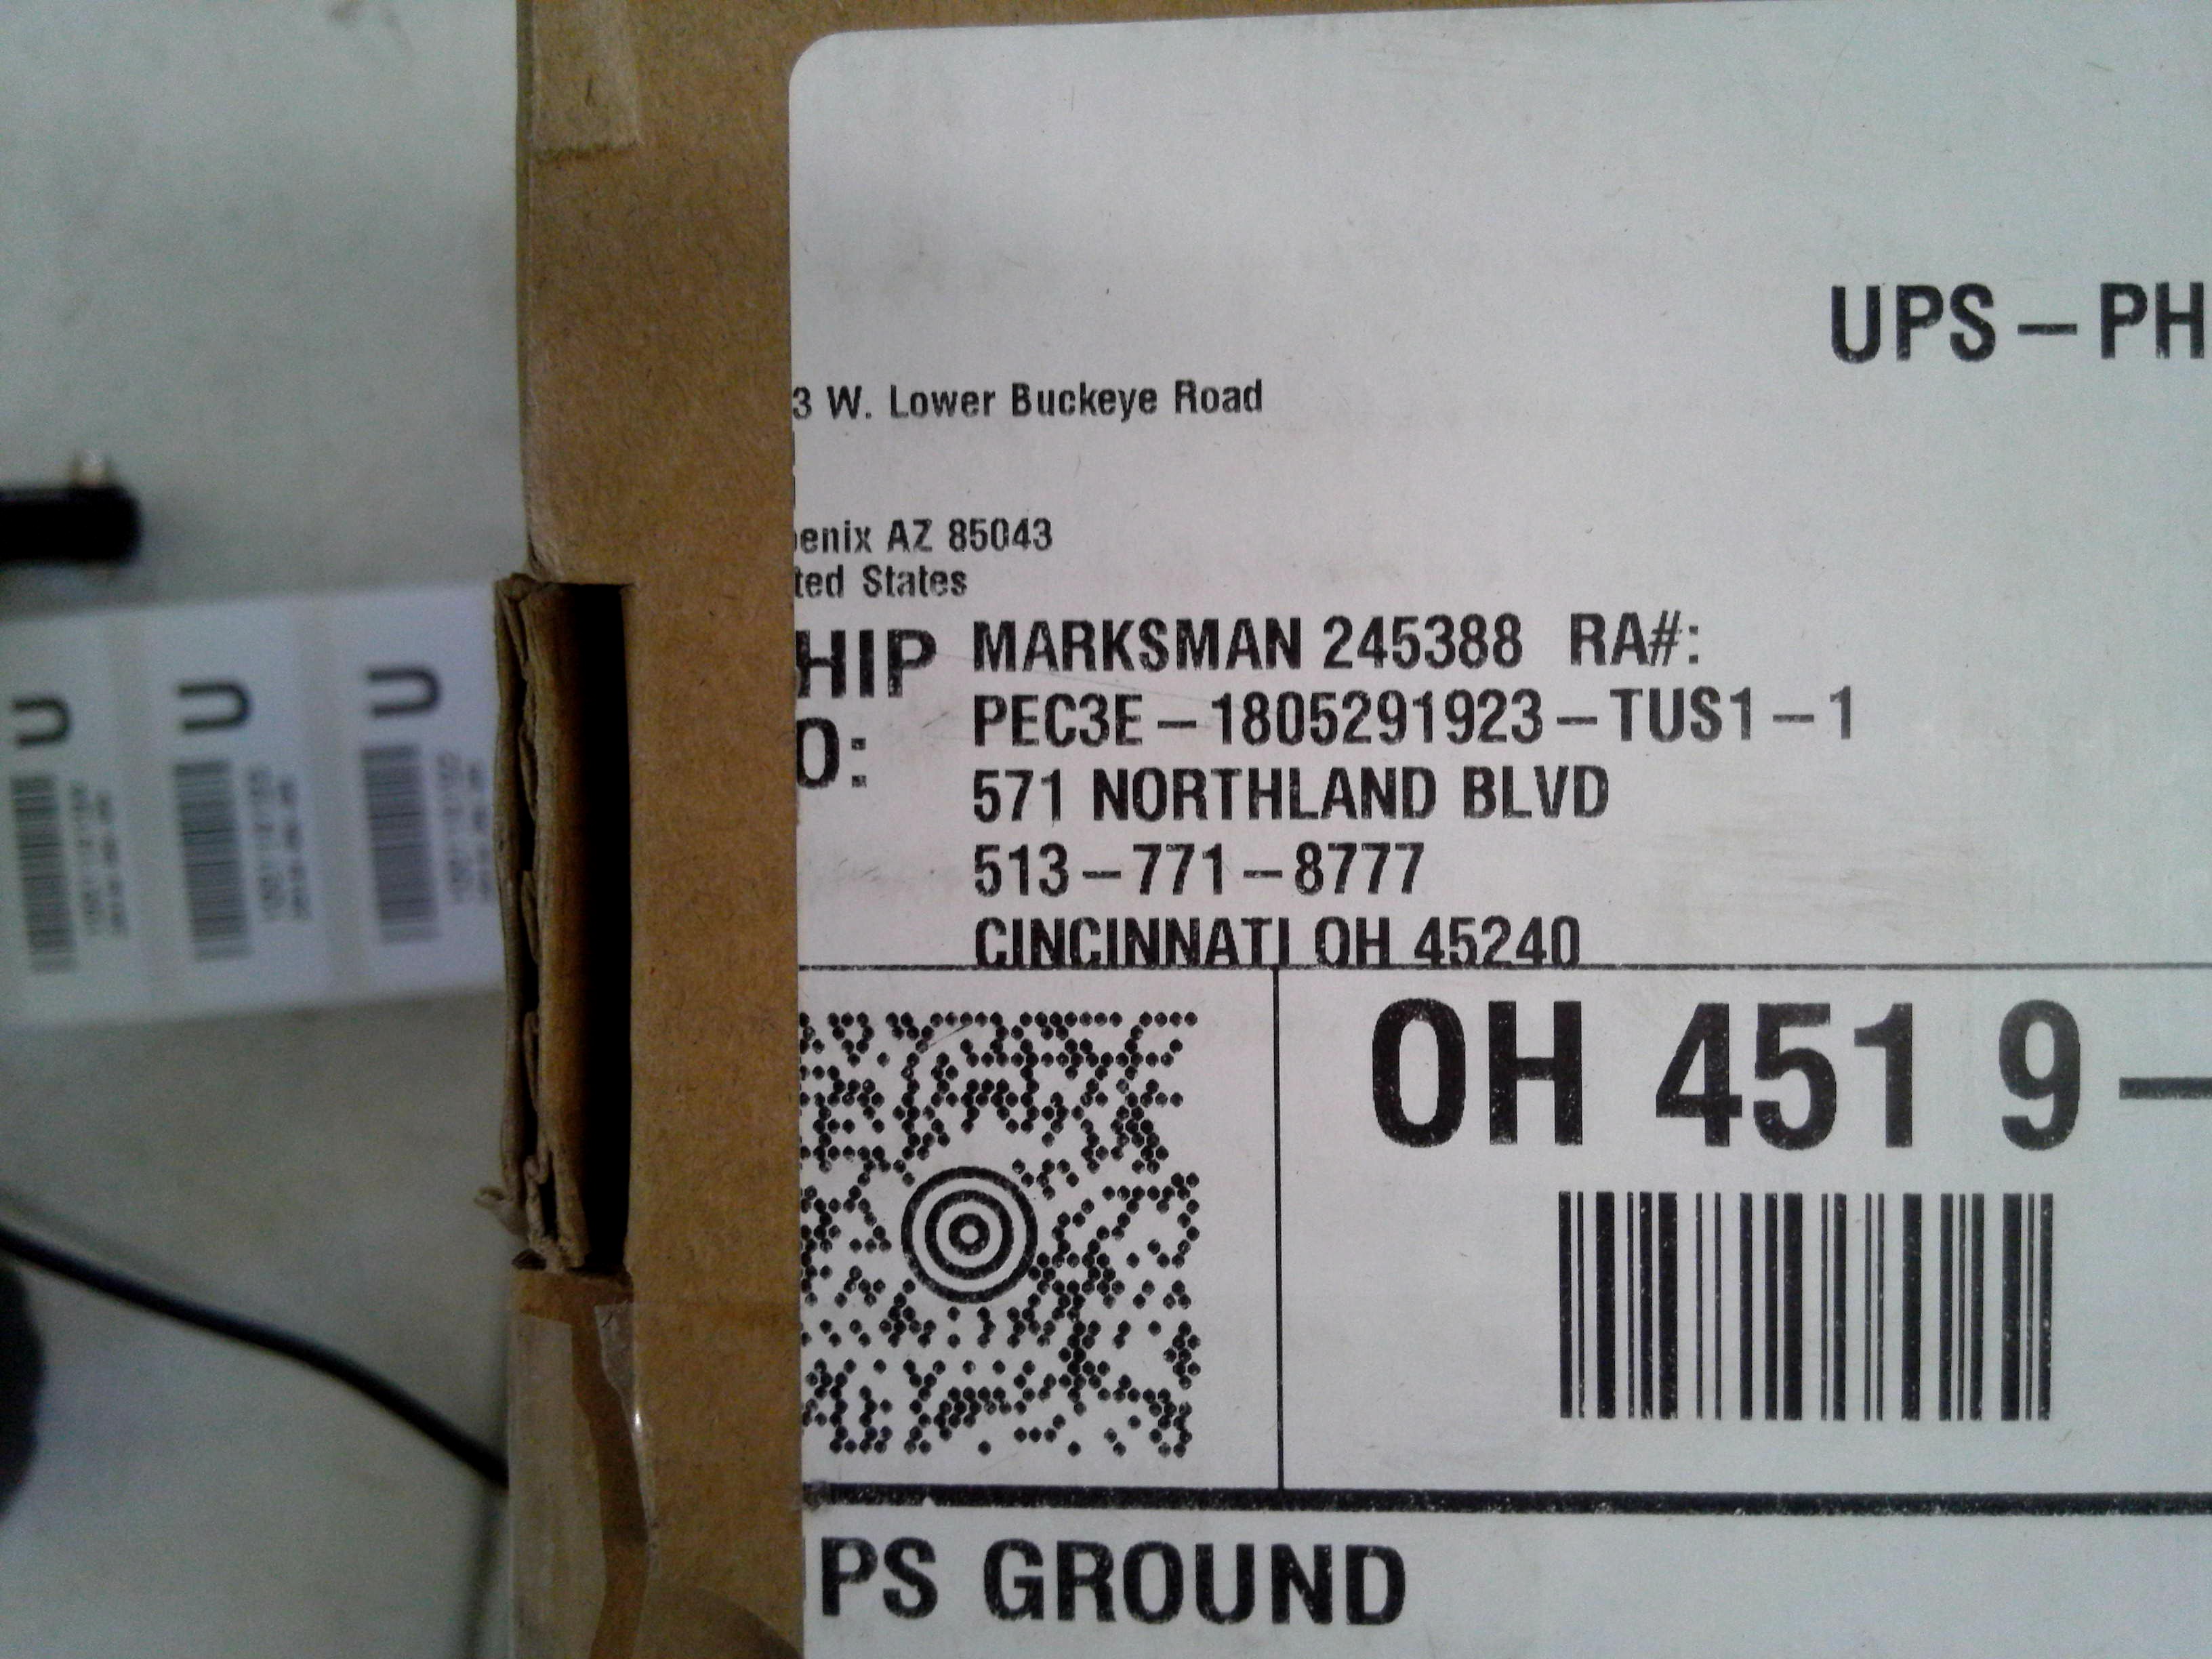 UPS – PH
3 W. Lower Buckeye Road
enix AZ 85043
ted States
HIP
O:
MARKSMAN 245388 RA#:
PEC3E – 1805291923 – TUS1 – 1
571 NORTHLAND BLVD
513 – 771 – 8777
CINCINNATI OH 45240
OH 451 9 –
PS GROUND
U
U
U